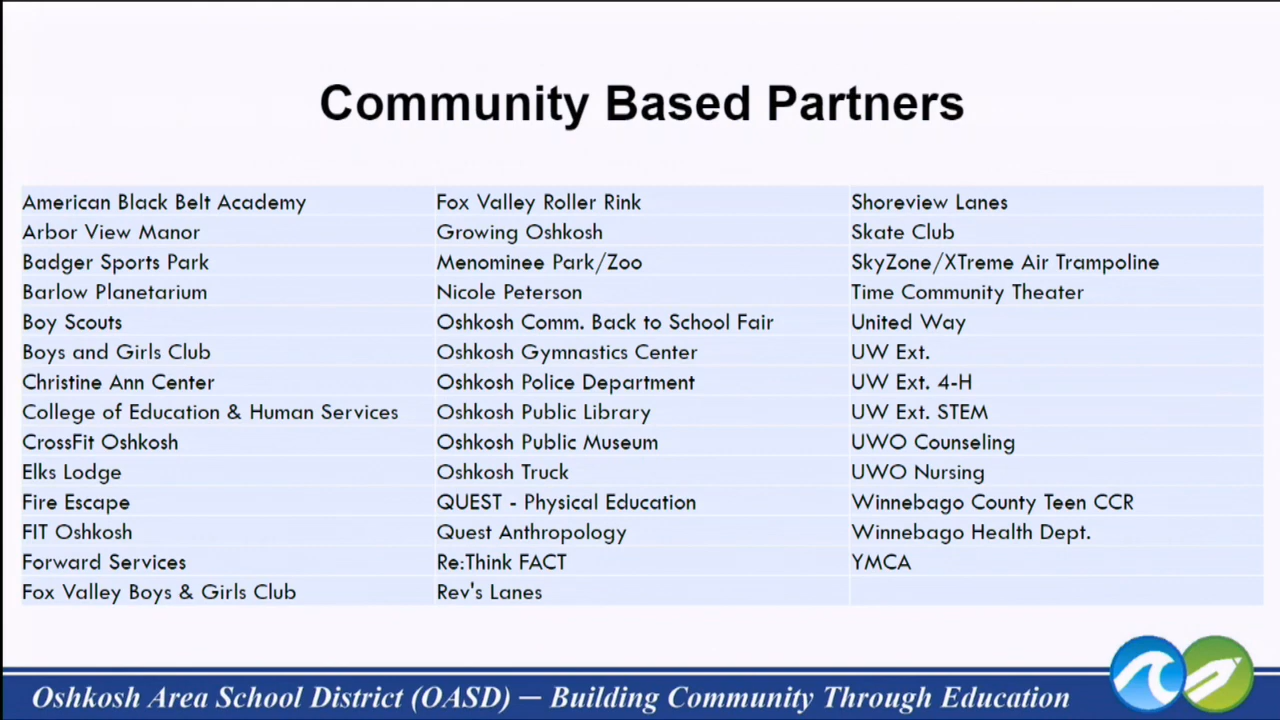 Community Based Partners
American Black Belt Academy
Arbor View Manor
Badger Sports Park
Barlow Planetarium
Boy Scouts
Boys and Girls Club
Christine Ann Center
College of Education & Human Services
CrossFit Oshkosh
Elks Lodge
Fire Escape
FIT Oshkosh
Forward Services
Fox Valley Boys & Girls Club
Fox Valley Roller Rink
Growing Oshkosh
Menominee Park/Zoo
Nicole Peterson
Oshkosh Comm. Back to School Fair
Oshkosh Gymnastics Center
Oshkosh Police Department
Oshkosh Public Library
Oshkosh Public Museum
Oshkosh Truck
QUEST - Physical Education
Quest Anthropology
Re:Think FACT
Rev's Lanes
Shoreview Lanes
Skate Club
SkyZone/XTreme Air Trampoline
Time Community Theater
United Way
UW Ext.
UW Ext. 4-H
UW Ext. STEM
UWO Counseling
UWO Nursing
Winnebago County Teen CCR
Winnebago Health Dept.
YMCA
Oshkosh Area School District (OASD) — Building Community Through Education